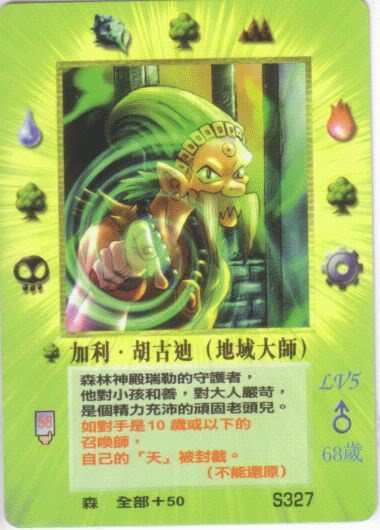 加利·胡古迪（地域大師）
森林神殿瑞勒的守護者，
他對小孩和善，對大人嚴苛，
是個精力充沛的頑固老頭兒。
如對手是10歲或以下的
召喚師，
自己的「天」被封截。
（不能還原）
LV5
68歲
58
森 全部+50
S327